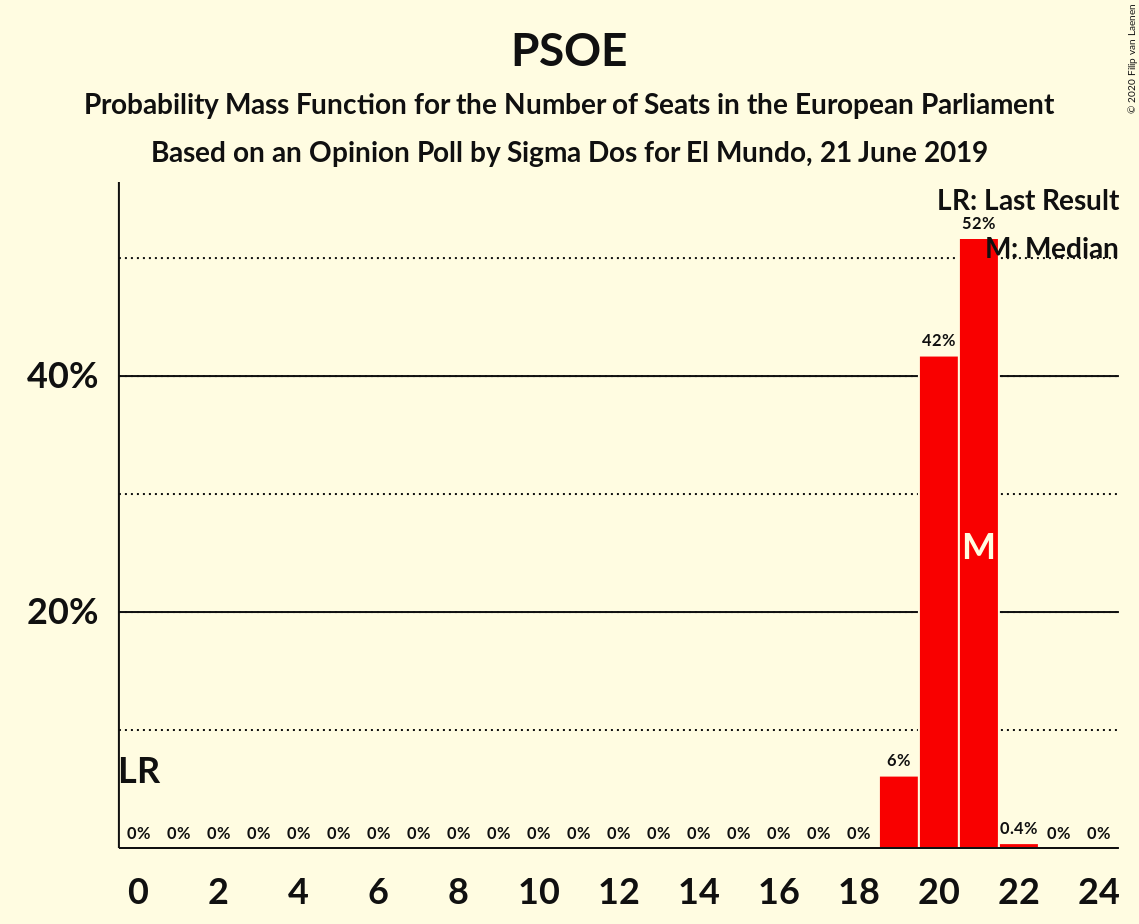 PSOE
Probability Mass Function for the Number of Seats in the European Parliament
Based on an Opinion Poll by Sigma Dos for El Mundo, 21 June 2019
© 2020 Filip van Laenen
LR: Last Result
52%
M: Median
42%
40%
M
20%
6%
LR
0% 0% 0% 0% 0% 0% 0% 0% 0% 0% 0% 0% 0% 0% 0% 0% 0% 0% 0% 0.4% 0% 0%
0 2 4 6 8 10 12 14 16 18 20 22 24